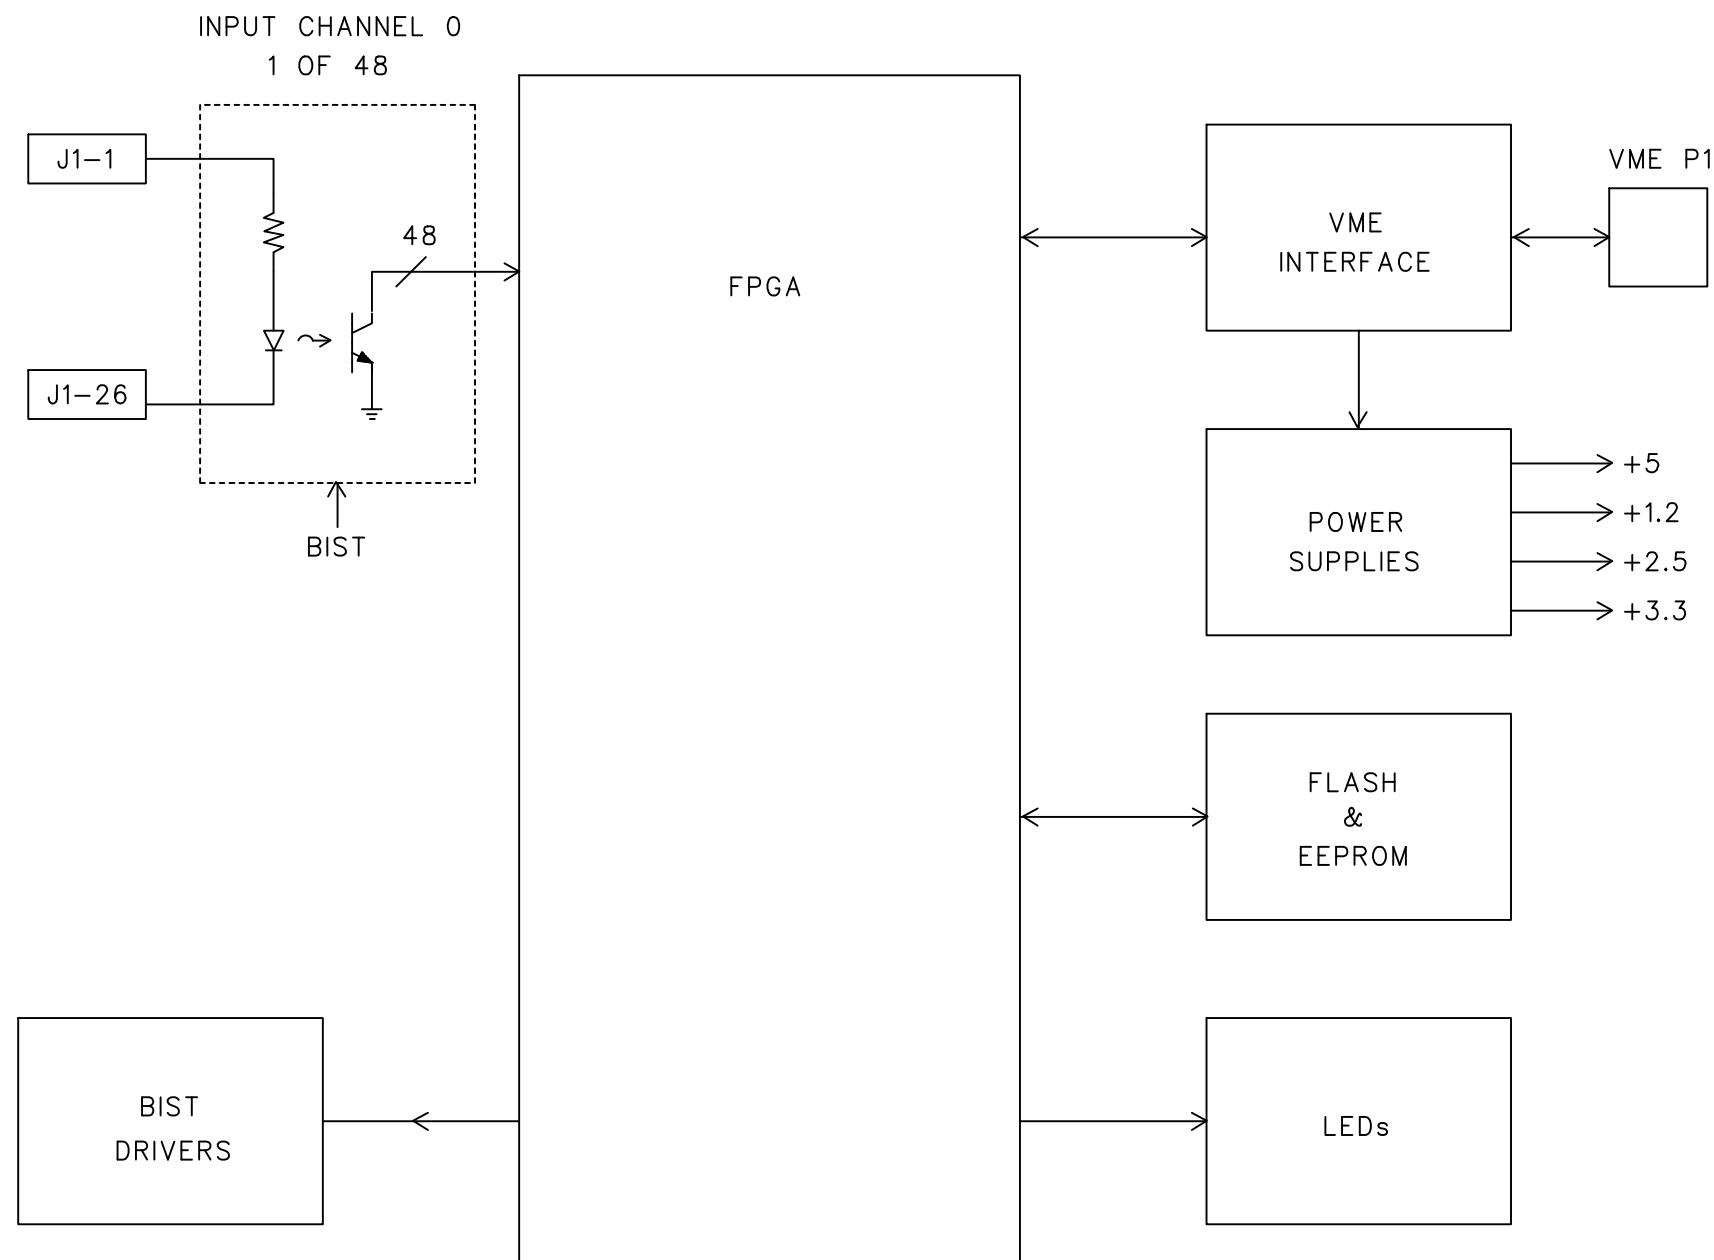 INPUT CHANNEL 0
1 OF 48
J1-1
48
J1-26
BIST
FPGA
VME
INTERFACE
VME P1
POWER
SUPPLIES
+5
+1.2
+2.5
+3.3
FLASH
&
EEPROM
BIST
DRIVERS
LEDs